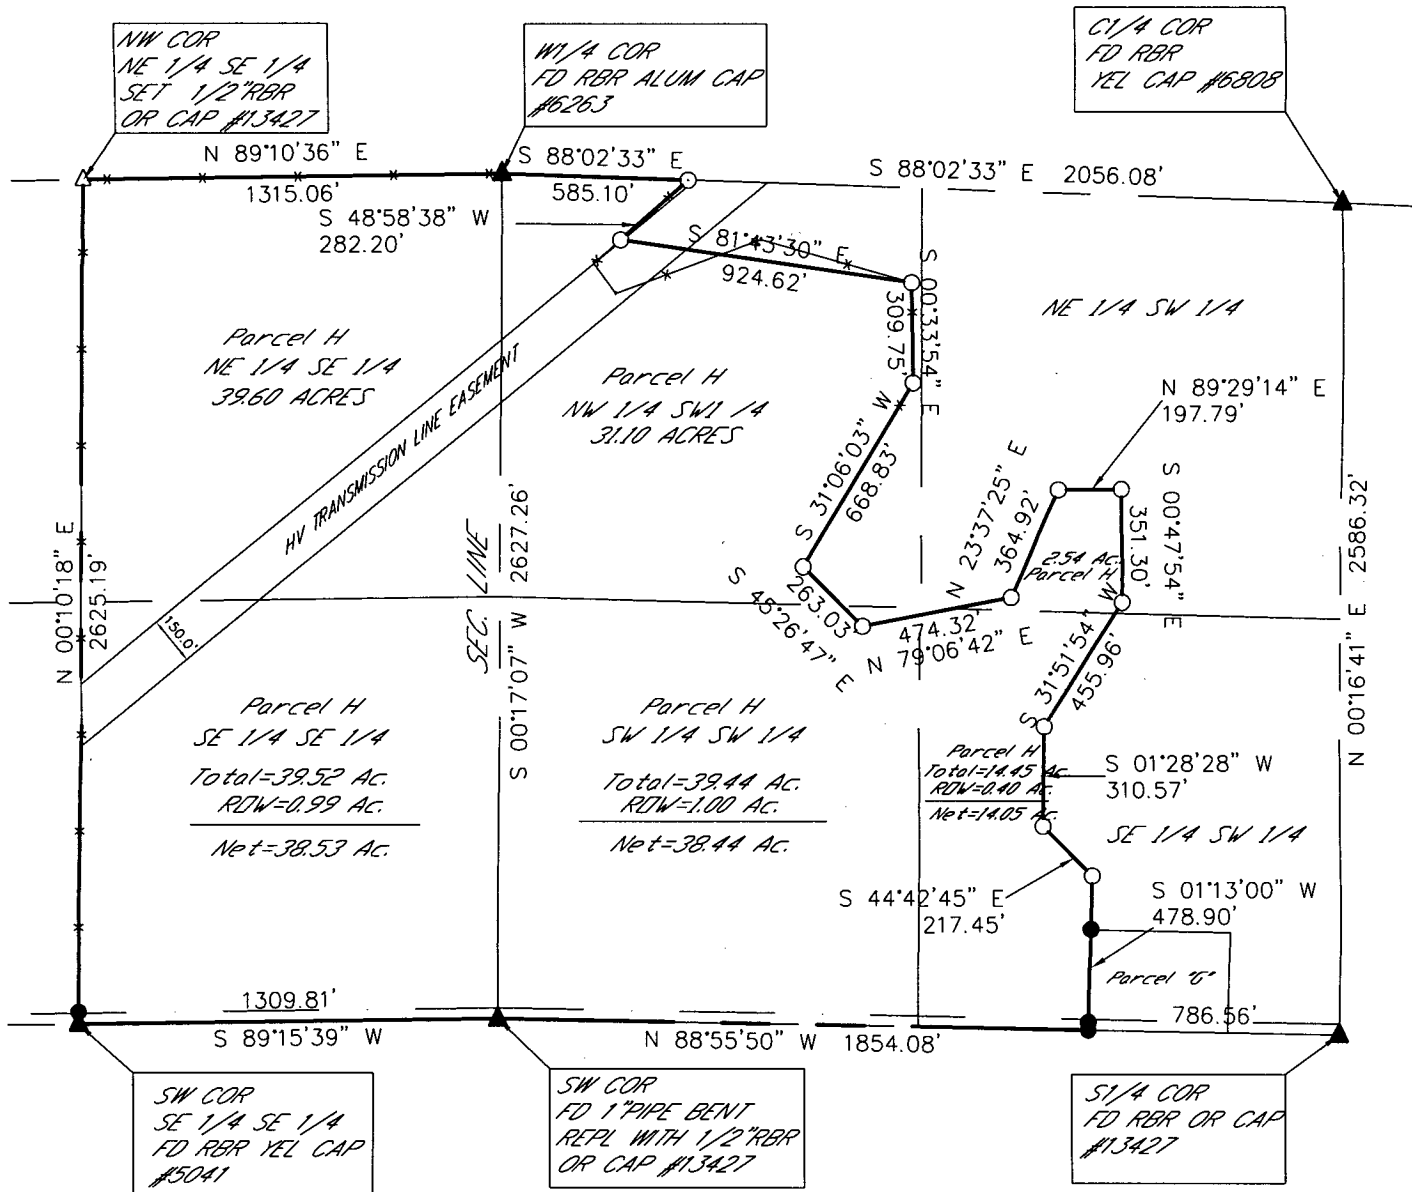 NW COR
NE 1/4 SE 1/4
SET 1/2"RBR
OR CAP #13427
W1/4 COR
FD RBR ALUM CAP
#6263
C1/4 COR
FD RBR
YEL CAP #6808
N 89°10'36" E
1315.06'
S 88°02'33" E
585.10'
S 88°02'33" E 2056.08'
S 48°58'38" W
282.20'
S 81°43'30" E
924.62'
S 00°33'54" E
309.75'
NE 1/4 SW 1/4
Parcel H
NE 1/4 SE 1/4
39.60 ACRES
HV TRANSMISSION LINE EASEMENT
Parcel H
NW 1/4 SW1 /4
31.10 ACRES
N 89°29'14" E
197.79'
S 31°06'03" W
668.83'
N 23°37'25" E
364.92'
S 00°47'54" E
351.30'
2.54 Ac.
Parcel H
N 00°10'18" E
2625.19'
SEC. LINE
S 00°17'07" W 2627.26'
N 00°16'41" E 2586.32'
150.0'
263.03'
S 45°26'47" E
474.32'
N 79°06'42" E
S 31°51'54" W
455.96'
Parcel H
SE 1/4 SE 1/4
Total=39.52 Ac.
ROW=0.99 Ac.
Net=38.53 Ac.
Parcel H
SW 1/4 SW 1/4
Total=39.44 Ac.
ROW=1.00 Ac.
Net=38.44 Ac.
Parcel H
Total=14.45 Ac.
ROW=0.40 Ac.
Net=14.05 Ac.
S 01°28'28" W
310.57'
SE 1/4 SW 1/4
S 44°42'45" E
217.45'
S 01°13'00" W
478.90'
Parcel "G"
1309.81'
S 89°15'39" W
N 88°55'50" W 1854.08'
786.56'
SW COR
SE 1/4 SE 1/4
FD RBR YEL CAP
#5041
SW COR
FD 1"PIPE BENT
REPL WITH 1/2"RBR
OR CAP #13427
S1/4 COR
FD RBR OR CAP
#13427